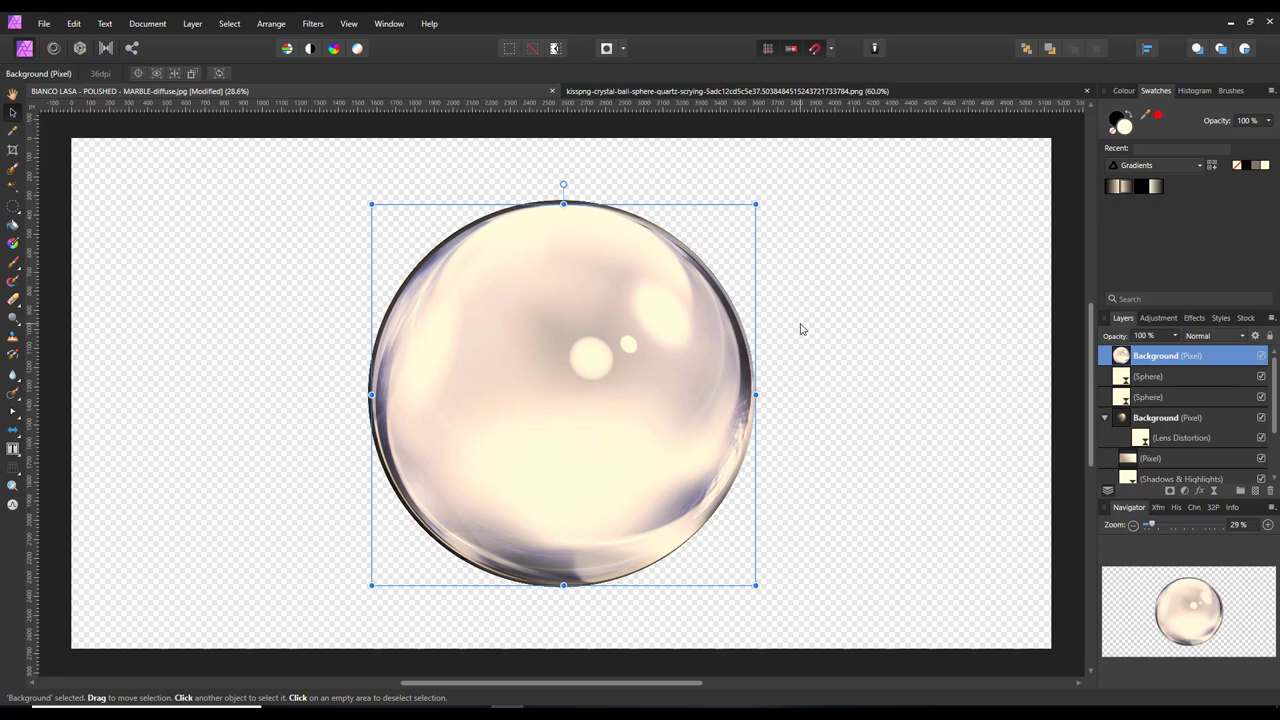 File Edit Text Document Layer Select Arrange Filters View Window Help
Background (Pixel) 36dpi
BIANCO LASA - POLISHED - MARBLE-diffuse.jpg [Modified] (28.6%)
kisspng-crystal-ball-sphere-quartz-scrying-5adc12cd5c5e37.5038484515243721733784.png (60.0%)
Colour Swatches Histogram Brushes
Opacity: 100 %
Recent:
Gradients
Search
Layers Adjustment Effects Styles Stock
Opacity: 100 % Normal
Background (Pixel)
(Sphere)
(Sphere)
Background (Pixel)
(Lens Distortion)
(Pixel)
(Shadows & Highlights)
Navigator Xfm His Chn 32P Info
Zoom: 29 %
'Background' selected. Drag to move selection. Click another object to select it. Click on an empty area to deselect selection.